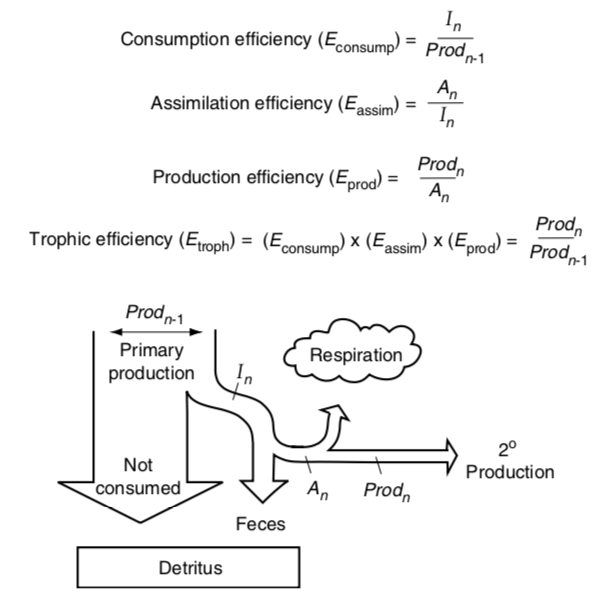 Consumption efficiency (E_consump) = I_n / Prod_n-1
Assimilation efficiency (E_assim) = A_n / I_n
Production efficiency (E_prod) = Prod_n / A_n
Trophic efficiency (E_troph) = (E_consump) x (E_assim) x (E_prod) = Prod_n / Prod_n-1
Prod_n-1
Primary
production
I_n
Respiration
Not
consumed
Feces
A_n
Prod_n
2°
Production
Detritus